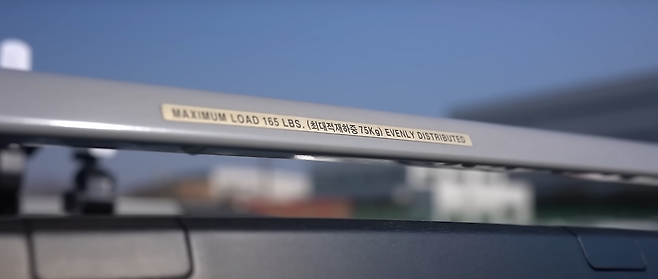 MAXIMUM LOAD 165 LBS. (최대적재하중 75Kg) EVENLY DISTRIBUTED